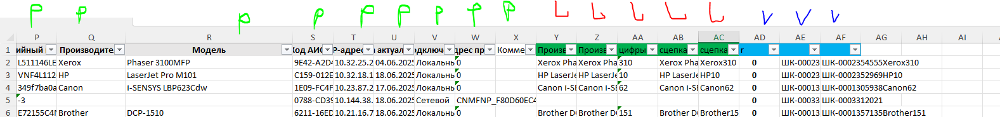 P P P P P P P P P L L L L L V V V
P Q R S T U V W X Y Z AA AB AC AD AE AF AG AH AI
1 ийный Производите Модель Код АИС Р-адрес актуал дключ дрес пр Комме Произв Произв цифры сцепка сцепка r
2 L511146LE Xerox Phaser 3100MFP 9E42-A2D4 10.32.25.2 04.06.2025 Локальнь 0 Xerox Pha Xerox Pha 310 Xerox Pha Xerox310 0 ШК-00023 ШК-0002354555Xerox310
3 VNF4L112 HP LaserJet Pro M101 C159-012E 10.32.18.1 18.06.2025 Локальнь 0 HP LaserJe HP LaserJe 10 HP LaserJe HP10 0 ШК-00023 ШК-0002352969HP10
4 349f7ba0a Canon i-SENSYS LBP623Cdw 1E09-FC4F 10.23.87.2 17.06.2025 Локальнь 0 Canon i-SE Canon i-SE 62 Canon i-SE Canon62 0 ШК-00013 ШК-0001305938Canon62
5 -3 0788-CD39 10.144.38. 18.06.2025 Сетевой CNMFNP_F80D60EC4 0 ШК-00033 ШК-0003312021
6 E72155C4N Brother DCP-1510 6211-16ED 10.21.16.7 18.06.2025 Локальнь 0 Brother DC Brother DC 151 Brother DC Brother15 0 ШК-00013 ШК-0001357135Brother151